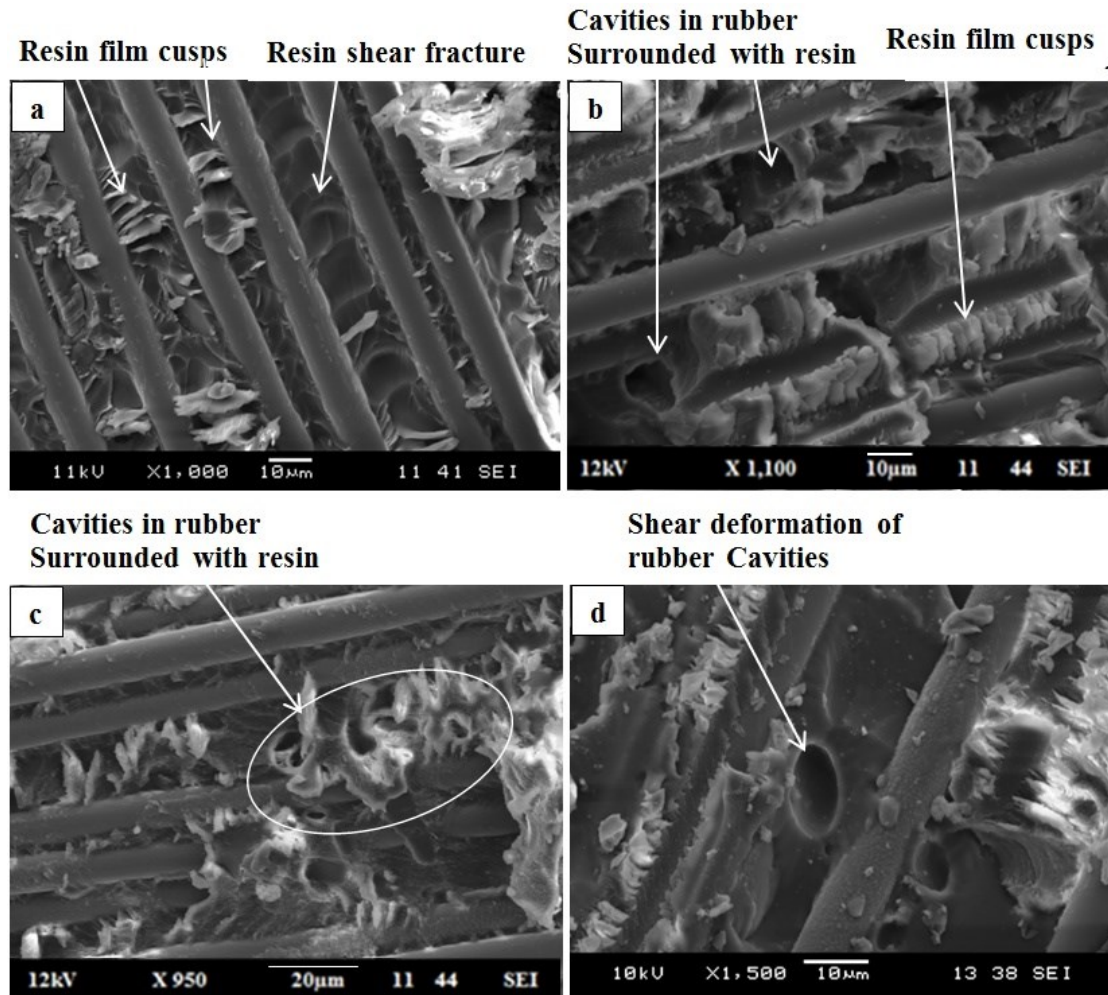 Resin film cusps Resin shear fracture
Cavities in rubber
Surrounded with resin Resin film cusps
a
b
11kV X1,000 10μm 11 41 SEI
12kV X 1,100 10μm 11 44 SEI
Cavities in rubber
Surrounded with resin
Shear deformation of
rubber Cavities
c
d
12kV X 950 20μm 11 44 SEI
10kV X1,500 10μm 13 38 SEI